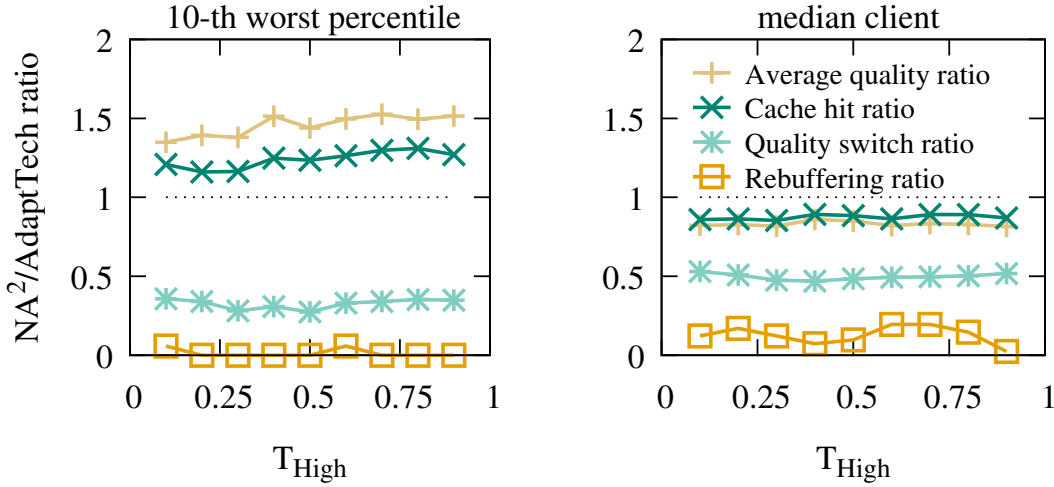 10-th worst percentile
NA²/AdaptTech ratio
2
1.5
1
0.5
0
0
0.25
0.5
0.75
1
T_High
median client
Average quality ratio
Cache hit ratio
Quality switch ratio
Rebuffering ratio
2
1.5
1
0.5
0
0
0.25
0.5
0.75
1
T_High